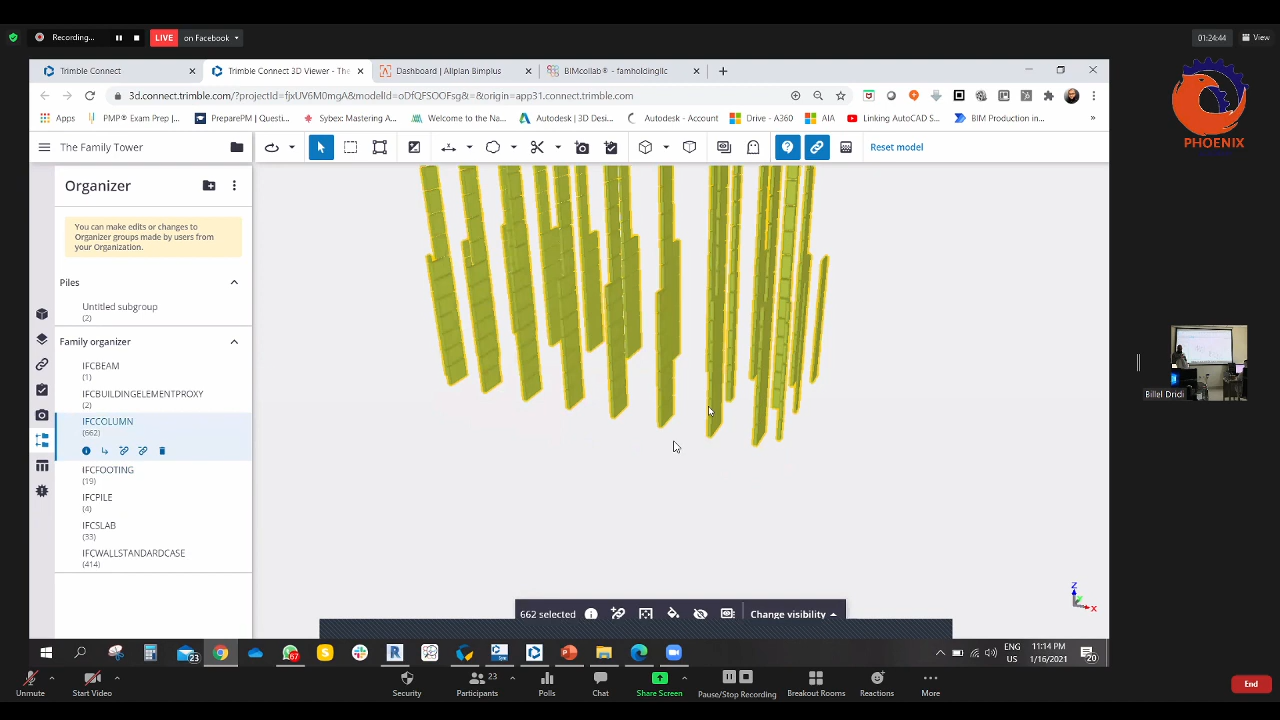 Recording...
LIVE on Facebook
01:24:44
View
Trimble Connect
Trimble Connect 3D Viewer - The
Dashboard | Allplan Bimplus
BIMcollab® - famholdingllc
3d.connect.trimble.com/?projectId=fjxUV6M0mgA&modelId=oDfQFSOOFsg&=&origin=app31.connect.trimble.com
Apps
PMP® Exam Prep |...
PreparePM | Questi...
Sybex: Mastering A...
Welcome to the Na...
Autodesk | 3D Desi...
Autodesk - Account
Drive - A360
AIA
Linking AutoCAD S...
BIM Production in...
»
PHOENIX
The Family Tower
Reset model
Organizer
You can make edits or changes to
Organizer groups made by users from
your Organization.
Piles
Untitled subgroup
(2)
Family organizer
IFCBEAM
(1)
IFCBUILDINGELEMENTPROXY
(2)
IFCCOLUMN
(662)
IFCFOOTING
(19)
IFCPILE
(4)
IFCSLAB
(33)
IFCWALLSTANDARDCASE
(414)
Z
X
662 selected
Change visibility
Billel Dridi
23
67
ENG
US
11:14 PM
1/16/2021
20
Unmute
Start Video
Security
Participants
23
Polls
Chat
Share Screen
Pause/Stop Recording
Breakout Rooms
Reactions
More
End